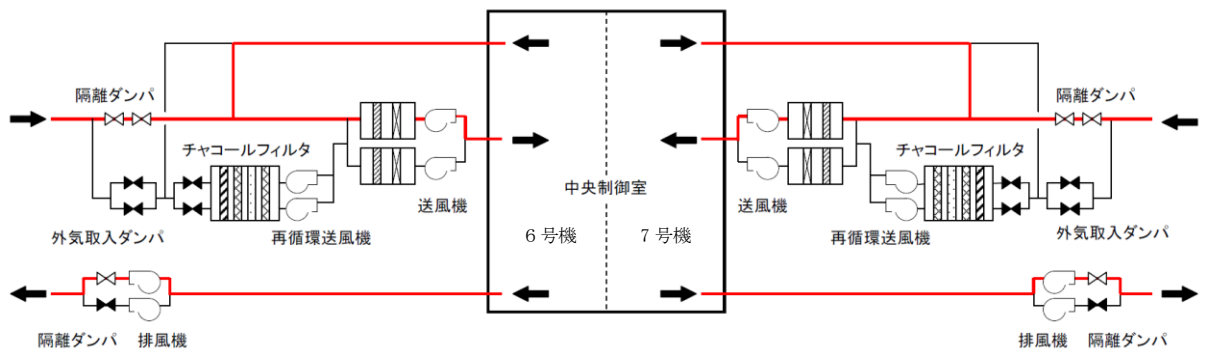 隔離ダンパ
隔離ダンパ
チャコールフィルタ
チャコールフィルタ
中央制御室
送風機
送風機
外気取入ダンパ
再循環送風機
6号機
7号機
再循環送風機
外気取入ダンパ
隔離ダンパ
排風機
排風機
隔離ダンパ